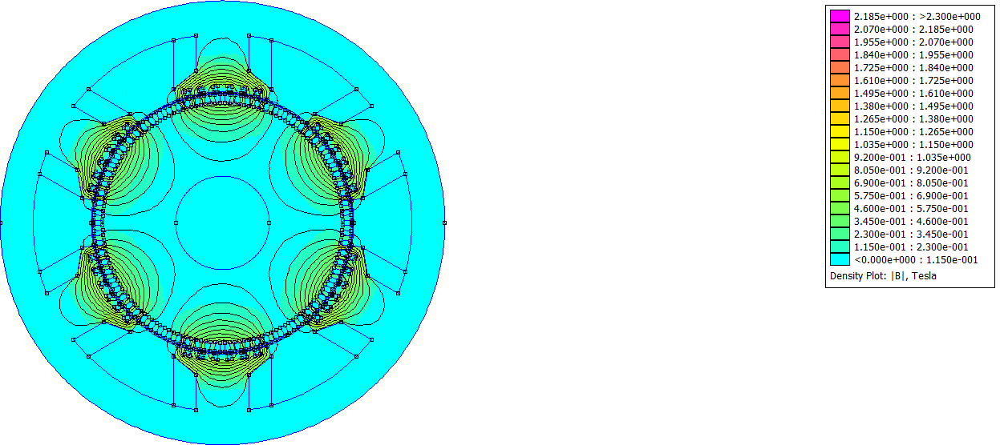 2.185e+000 : >2.300e+000
2.070e+000 : 2.185e+000
1.955e+000 : 2.070e+000
1.840e+000 : 1.955e+000
1.725e+000 : 1.840e+000
1.610e+000 : 1.725e+000
1.495e+000 : 1.610e+000
1.380e+000 : 1.495e+000
1.265e+000 : 1.380e+000
1.150e+000 : 1.265e+000
1.035e+000 : 1.150e+000
9.200e-001 : 1.035e+000
8.050e-001 : 9.200e-001
6.900e-001 : 8.050e-001
5.750e-001 : 6.900e-001
4.600e-001 : 5.750e-001
3.450e-001 : 4.600e-001
2.300e-001 : 3.450e-001
1.150e-001 : 2.300e-001
<0.000e+000 : 1.150e-001
Density Plot: |B|, Tesla